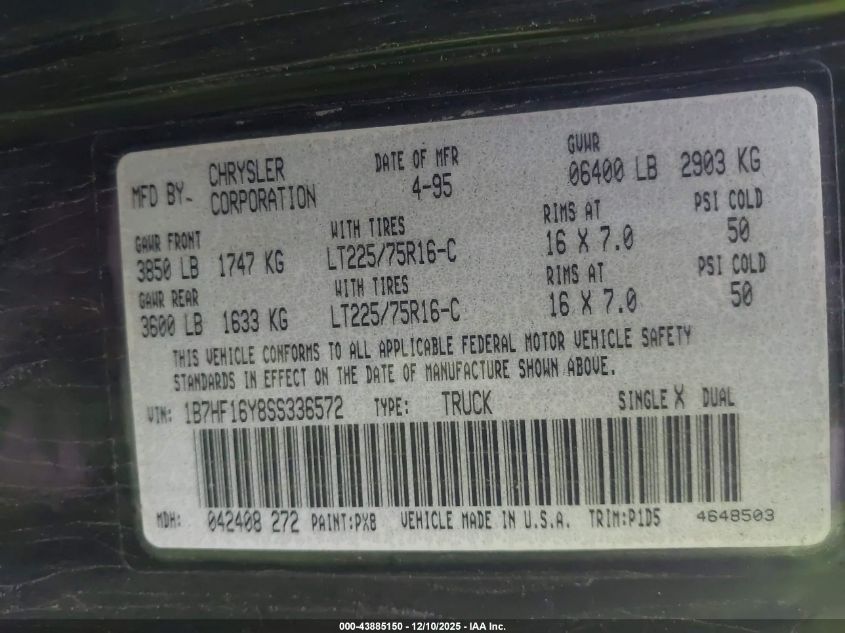 MFD BY- CHRYSLER CORPORATION DATE OF MFR 4-95 GVWR 06400 LB 2903 KG
GAWR FRONT WITH TIRES RIMS AT PSI COLD
3850 LB 1747 KG LT225/75R16-C 16 X 7.0 50
GAWR REAR WITH TIRES RIMS AT PSI COLD
3600 LB 1633 KG LT225/75R16-C 16 X 7.0 50
THIS VEHICLE CONFORMS TO ALL APPLICABLE FEDERAL MOTOR VEHICLE SAFETY
STANDARDS IN EFFECT ON THE DATE OF MANUFACTURE SHOWN ABOVE.
VIN: 1B7HF16Y8SS336572 TYPE: TRUCK SINGLE X DUAL
MDH: 042408 272 PAINT:PX8 VEHICLE MADE IN U.S.A. TRIM:P1D5 4648503
000-43885150 - 12/10/2025 - IAA Inc.